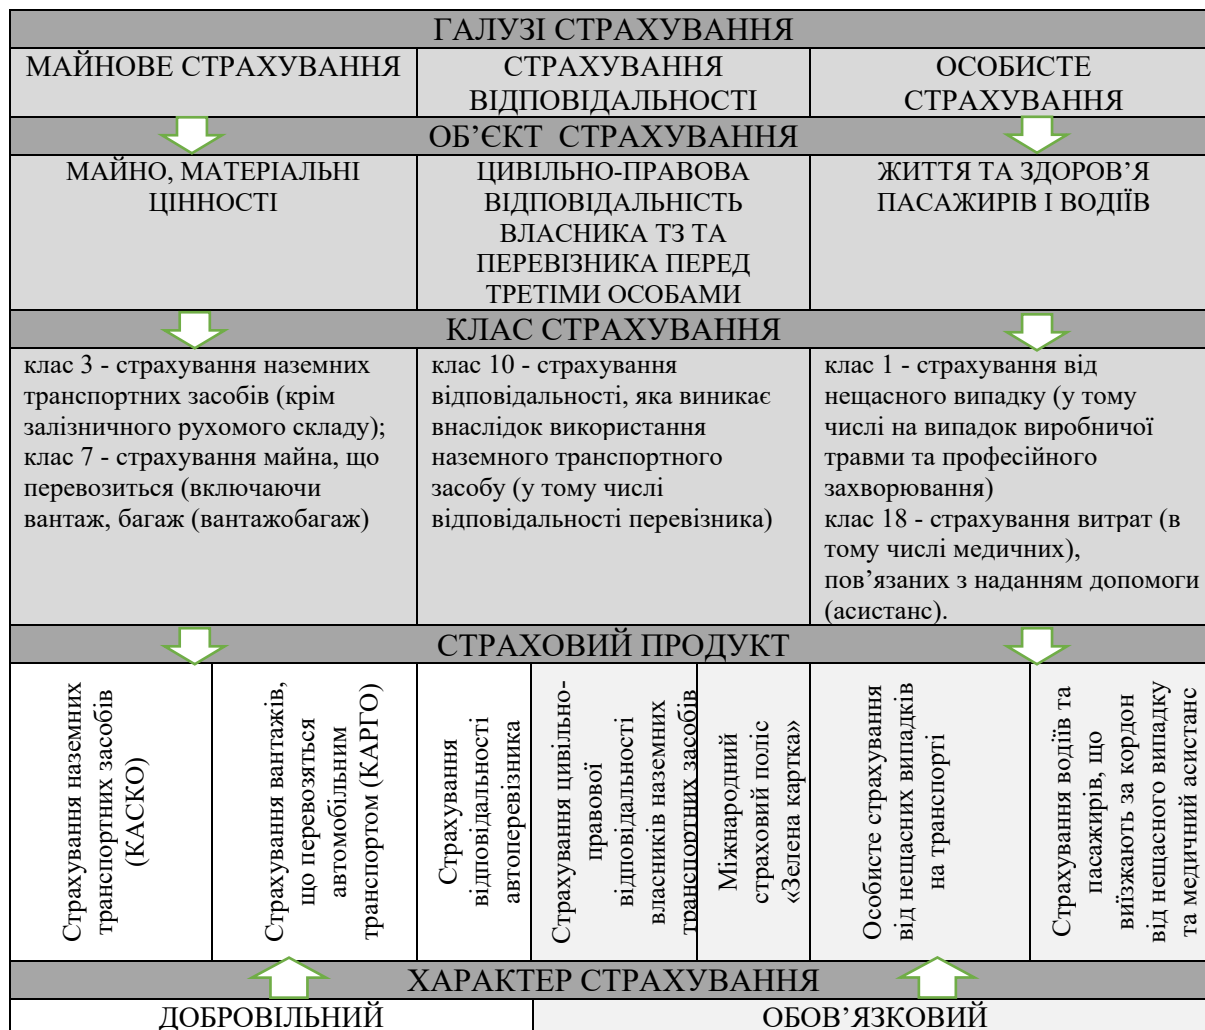 ГАЛУЗІ СТРАХУВАННЯ
МАЙНОВЕ СТРАХУВАННЯ
СТРАХУВАННЯ
ВІДПОВІДАЛЬНОСТІ
ОСОБИСТЕ
СТРАХУВАННЯ
ОБ’ЄКТ СТРАХУВАННЯ
МАЙНО, МАТЕРІАЛЬНІ
ЦІННОСТІ
ЦИВІЛЬНО-ПРАВОВА
ВІДПОВІДАЛЬНІСТЬ
ВЛАСНИКА ТЗ ТА
ПЕРЕВІЗНИКА ПЕРЕД
ТРЕТІМИ ОСОБАМИ
ЖИТТЯ ТА ЗДОРОВ’Я
ПАСАЖИРІВ І ВОДІЇВ
КЛАС СТРАХУВАННЯ
клас 3 - страхування наземних
транспортних засобів (крім
залізничного рухомого складу);
клас 7 - страхування майна, що
перевозиться (включаючи
вантаж, багаж (вантажобагаж)
клас 10 - страхування
відповідальності, яка виникає
внаслідок використання
наземного транспортного
засобу (у тому числі
відповідальності перевізника)
клас 1 - страхування від
нещасного випадку (у тому
числі на випадок виробничої
травми та професійного
захворювання)
клас 18 - страхування витрат (в
тому числі медичних),
пов’язаних з наданням допомоги
(асистанс).
СТРАХОВИЙ ПРОДУКТ
Страхування наземних
транспортних засобів
(КАСКО)
Страхування вантажів,
що перевозяться
автомобільним
транспортом (КАРГО)
Страхування
відповідальності
автоперевізника
Страхування цивільно-
правової
відповідальності
власників наземних
транспортних засобів
Міжнародний
страховий поліс
«Зелена картка»
Особисте страхування
від нещасних випадків
на транспорті
Страхування водіїв та
пасажирів, що
виїзжають за кордон
від нещасного випадку
та медичний асистанс
ХАРАКТЕР СТРАХУВАННЯ
ДОБРОВІЛЬНИЙ
ОБОВ’ЯЗКОВИЙ